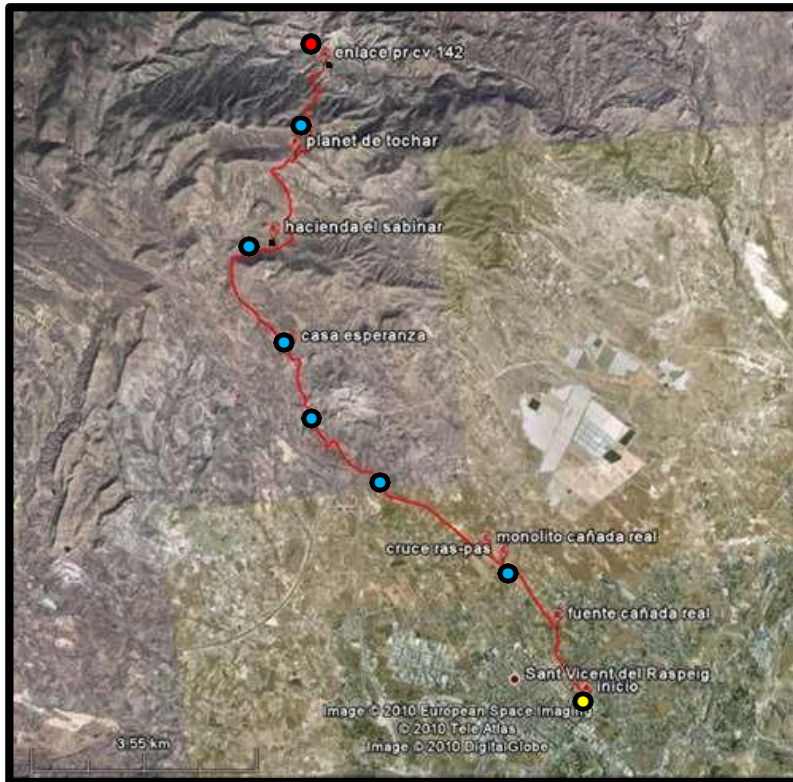 enlace pr cv 142
planet de tochar
hacienda el sabinar
casa esperanza
monolito cañada real
cruce ras-pas
fuente cañada real
Sant Vicent del Raspeig
inicio
Image © 2010 European Space Imaging
© 2010 Tele Atlas
Image © 2010 DigitalGlobe
3.55 km